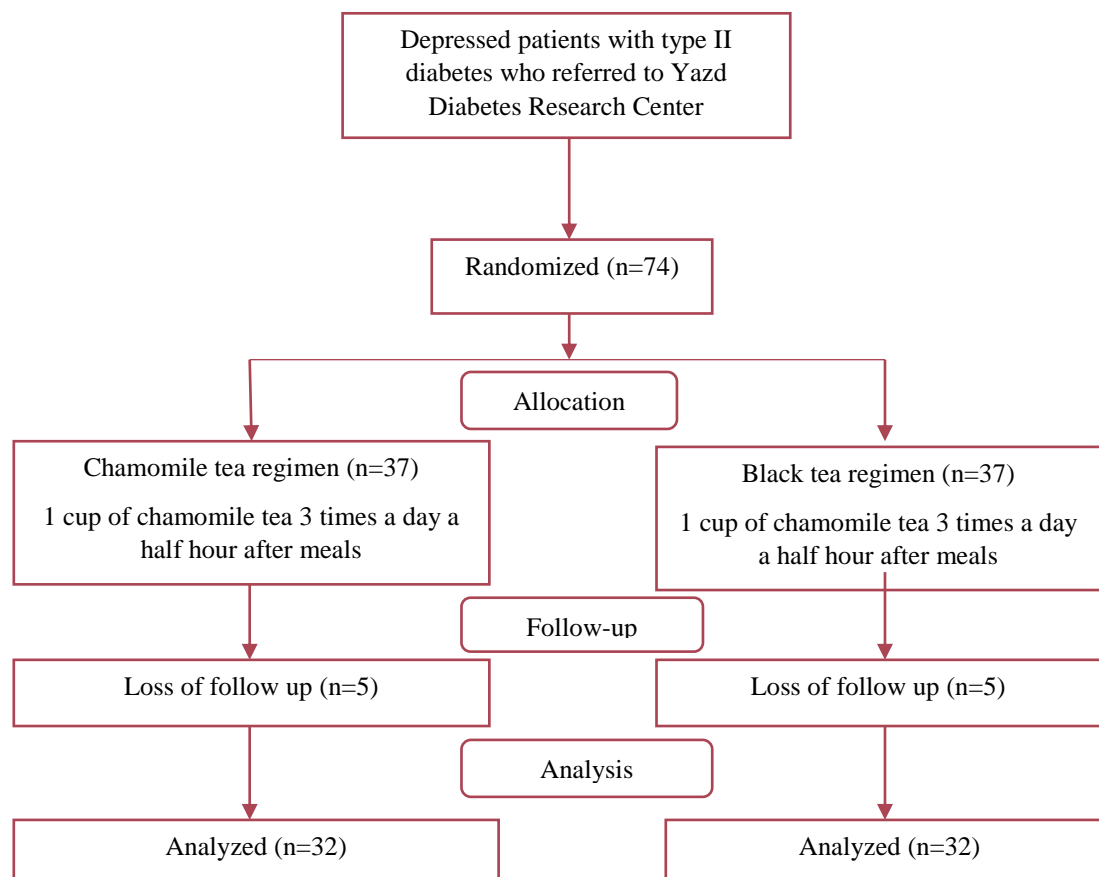 Depressed patients with type II
diabetes who referred to Yazd
Diabetes Research Center
Randomized (n=74)
Allocation
Chamomile tea regimen (n=37)
1 cup of chamomile tea 3 times a day a
half hour after meals
Black tea regimen (n=37)
1 cup of chamomile tea 3 times a day
a half hour after meals
Follow-up
Loss of follow up (n=5)
Loss of follow up (n=5)
Analysis
Analyzed (n=32)
Analyzed (n=32)